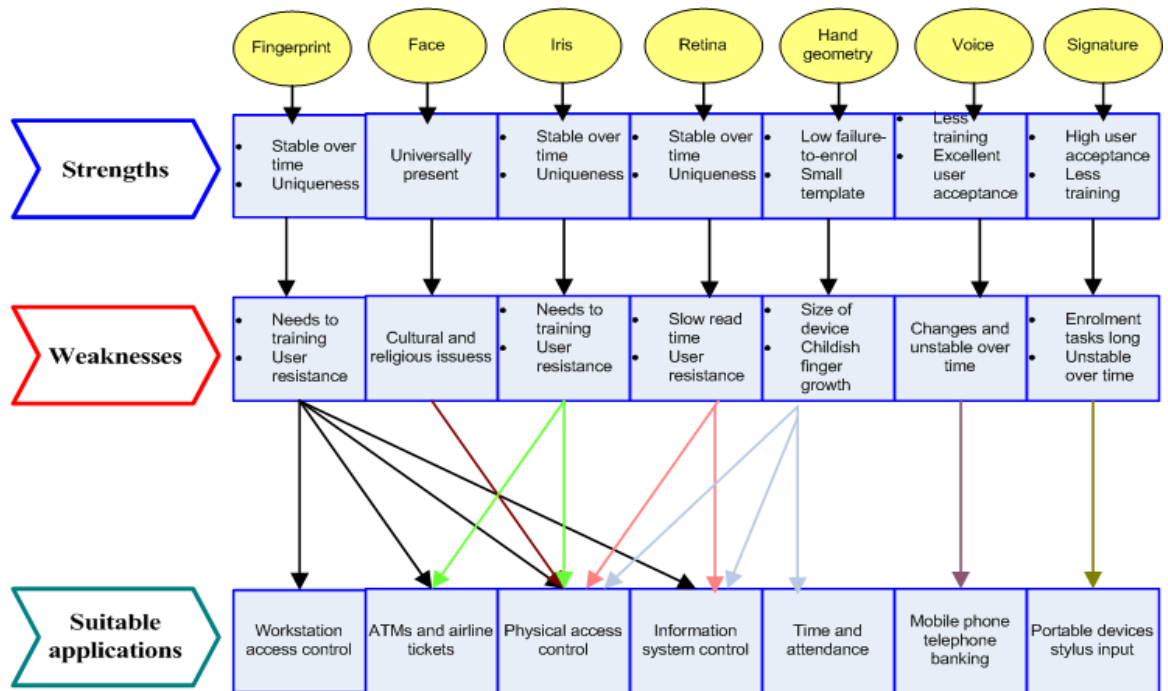 Fingerprint
Face
Iris
Retina
Hand
geometry
Voice
Signature
Strengths
• Stable over
time
• Uniqueness
Universally
present
• Stable over
time
• Uniqueness
• Stable over
time
• Uniqueness
• Low failure-
to-enrol
• Small
template
• Less
training
• Excellent
user
acceptance
• High user
acceptance
• Less
training
Weaknesses
• Needs to
training
• User
resistance
Cultural and
religious issuess
• Needs to
training
• User
resistance
• Slow read
time
• User
resistance
• Size of
device
• Childish
finger
growth
Changes and
unstable over
time
• Enrolment
tasks long
• Unstable
over time
Suitable
applications
Workstation
access control
ATMs and airline
tickets
Physical access
control
Information
system control
Time and
attendance
Mobile phone
telephone
banking
Portable devices
stylus input